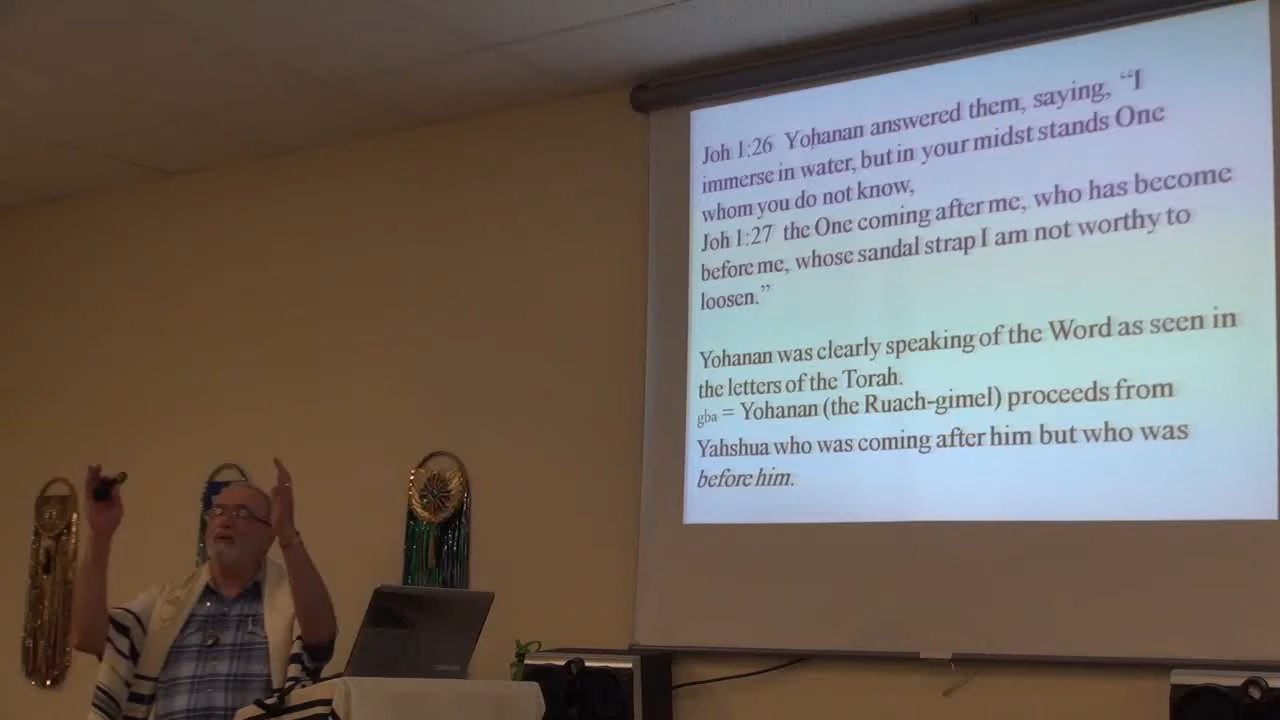 Joh 1:26 Yoḥanan answered them, saying, “I
immerse in water, but in your midst stands One
whom you do not know,
Joh 1:27 the One coming after me, who has become
before me, whose sandal strap I am not worthy to
loosen.”
Yohanan was clearly speaking of the Word as seen in
the letters of the Torah.
gba = Yohanan (the Ruach-gimel) proceeds from
Yahshua who was coming after him but who was
before him.